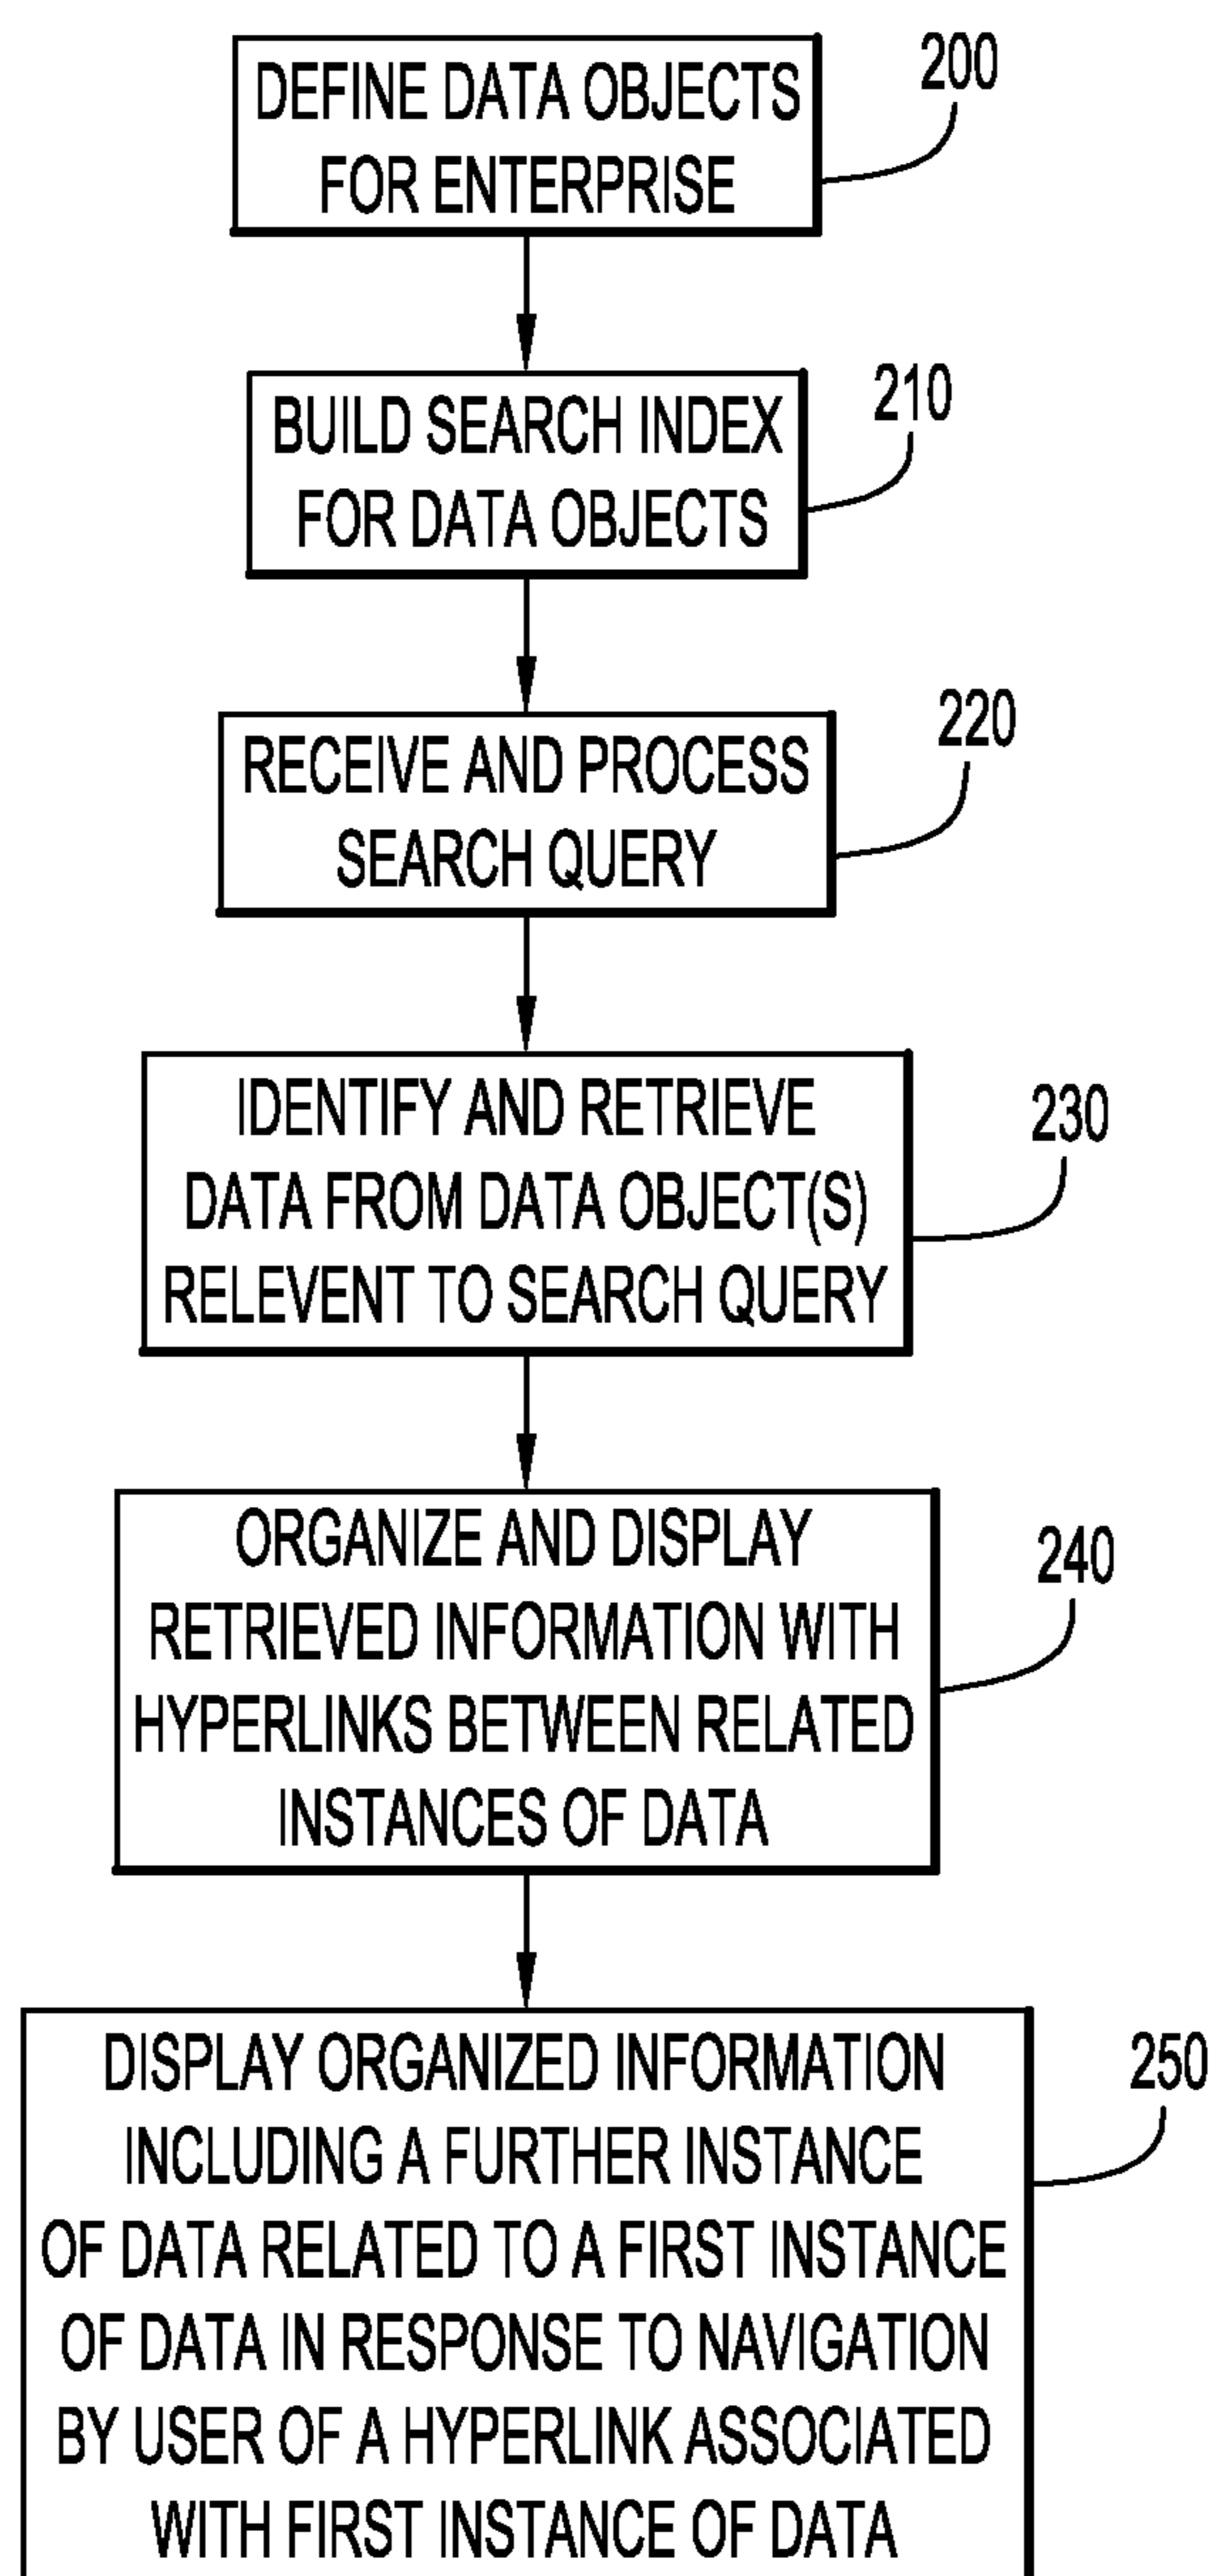 DEFINE DATA OBJECTS
FOR ENTERPRISE
200
BUILD SEARCH INDEX
FOR DATA OBJECTS
210
RECEIVE AND PROCESS
SEARCH QUERY
220
IDENTIFY AND RETRIEVE
DATA FROM DATA OBJECT(S)
RELEVENT TO SEARCH QUERY
230
ORGANIZE AND DISPLAY
RETRIEVED INFORMATION WITH
HYPERLINKS BETWEEN RELATED
INSTANCES OF DATA
240
DISPLAY ORGANIZED INFORMATION
INCLUDING A FURTHER INSTANCE
OF DATA RELATED TO A FIRST INSTANCE
OF DATA IN RESPONSE TO NAVIGATION
BY USER OF A HYPERLINK ASSOCIATED
WITH FIRST INSTANCE OF DATA
250